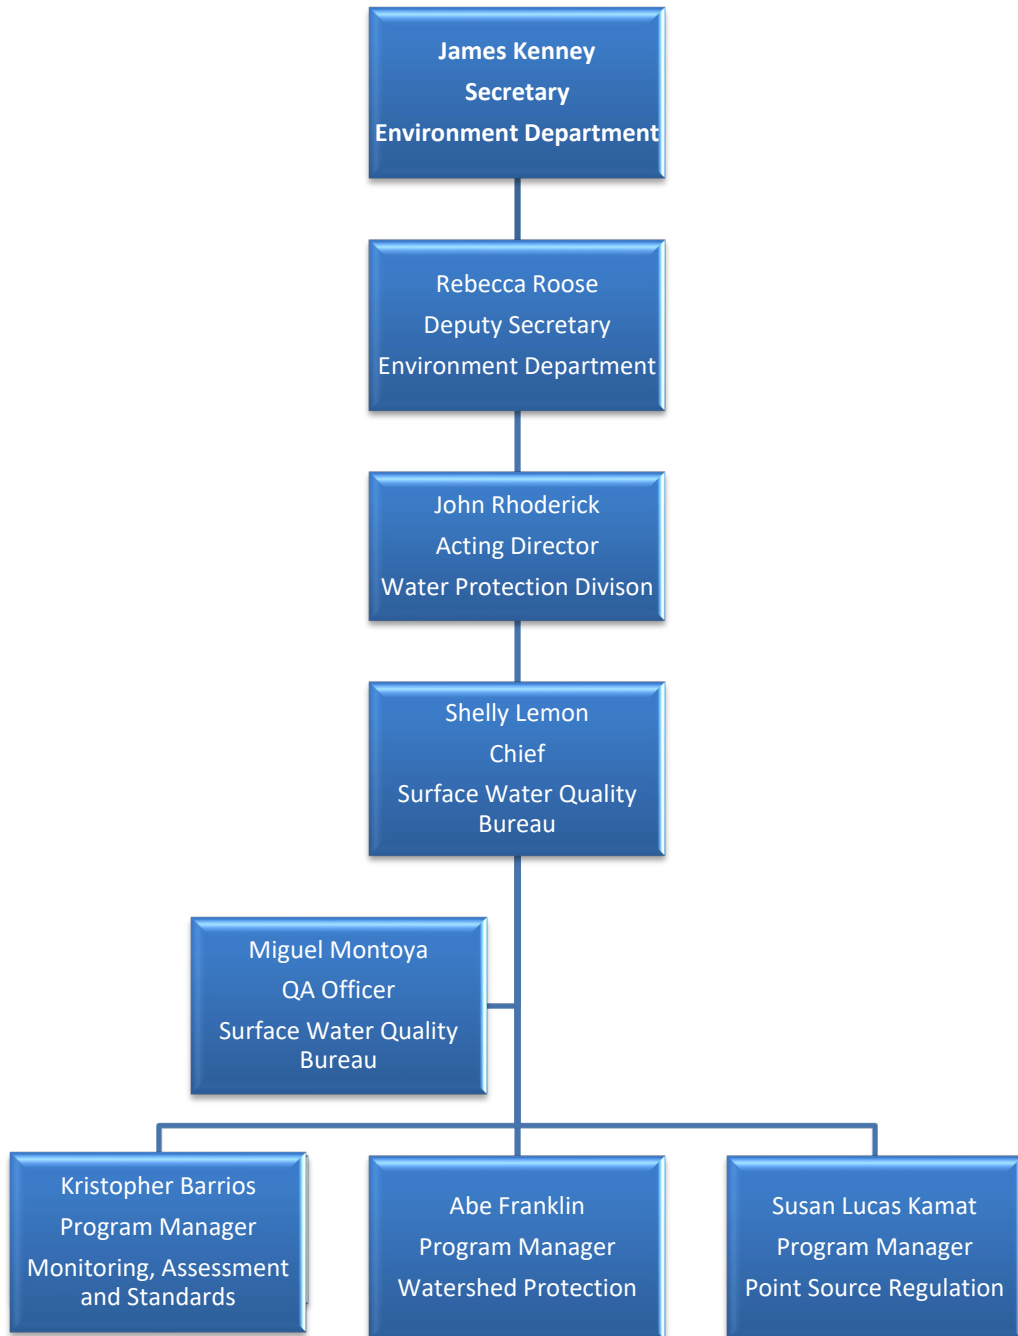 James Kenney
Secretary
Environment Department
Rebecca Roose
Deputy Secretary
Environment Department
John Rhoderick
Acting Director
Water Protection Divison
Shelly Lemon
Chief
Surface Water Quality
Bureau
Miguel Montoya
QA Officer
Surface Water Quality
Bureau
Kristopher Barrios
Program Manager
Monitoring, Assessment
and Standards
Abe Franklin
Program Manager
Watershed Protection
Susan Lucas Kamat
Program Manager
Point Source Regulation